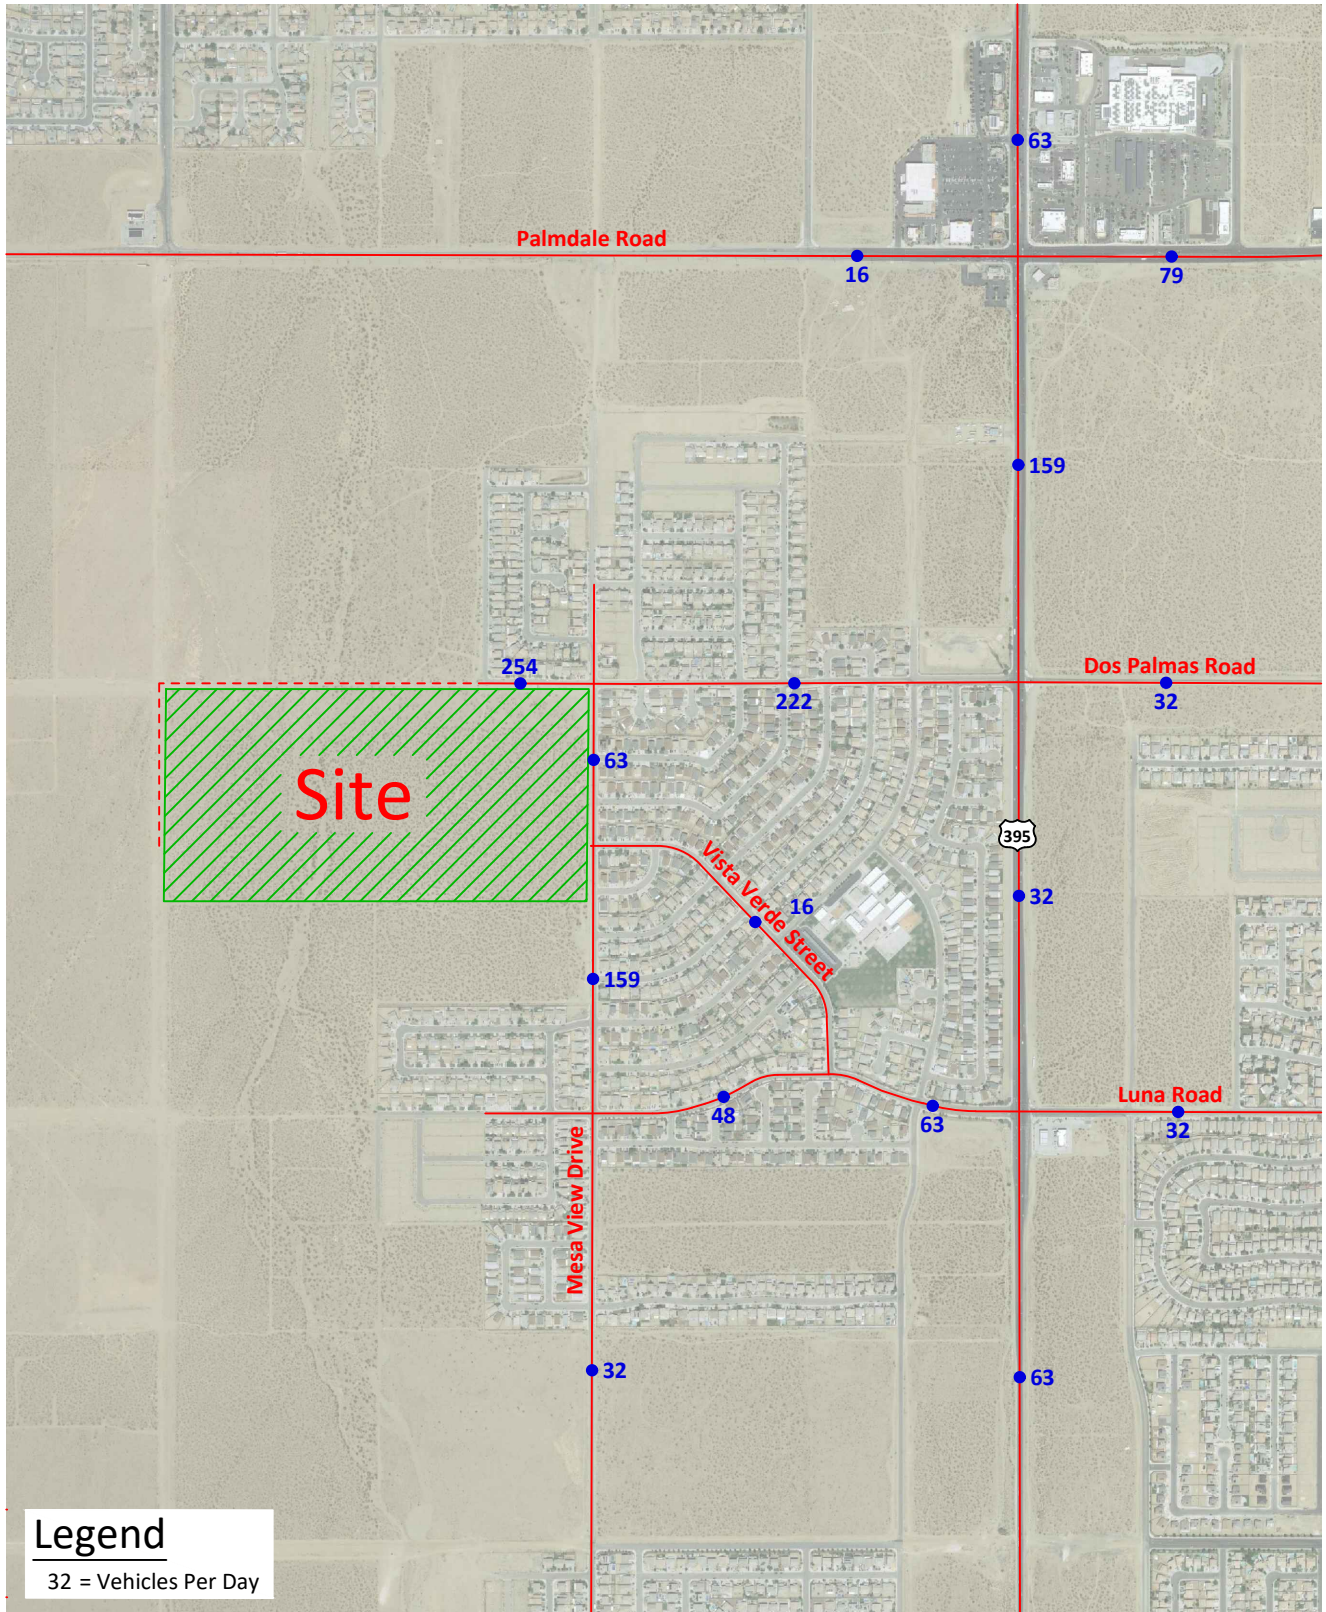 63
Palmdale Road
16
79
159
254
222
Dos Palmas Road
32
63
Site
395
Vista Verde Street
16
32
159
Luna Road
48
63
32
Mesa View Drive
32
63
Legend
32 = Vehicles Per Day